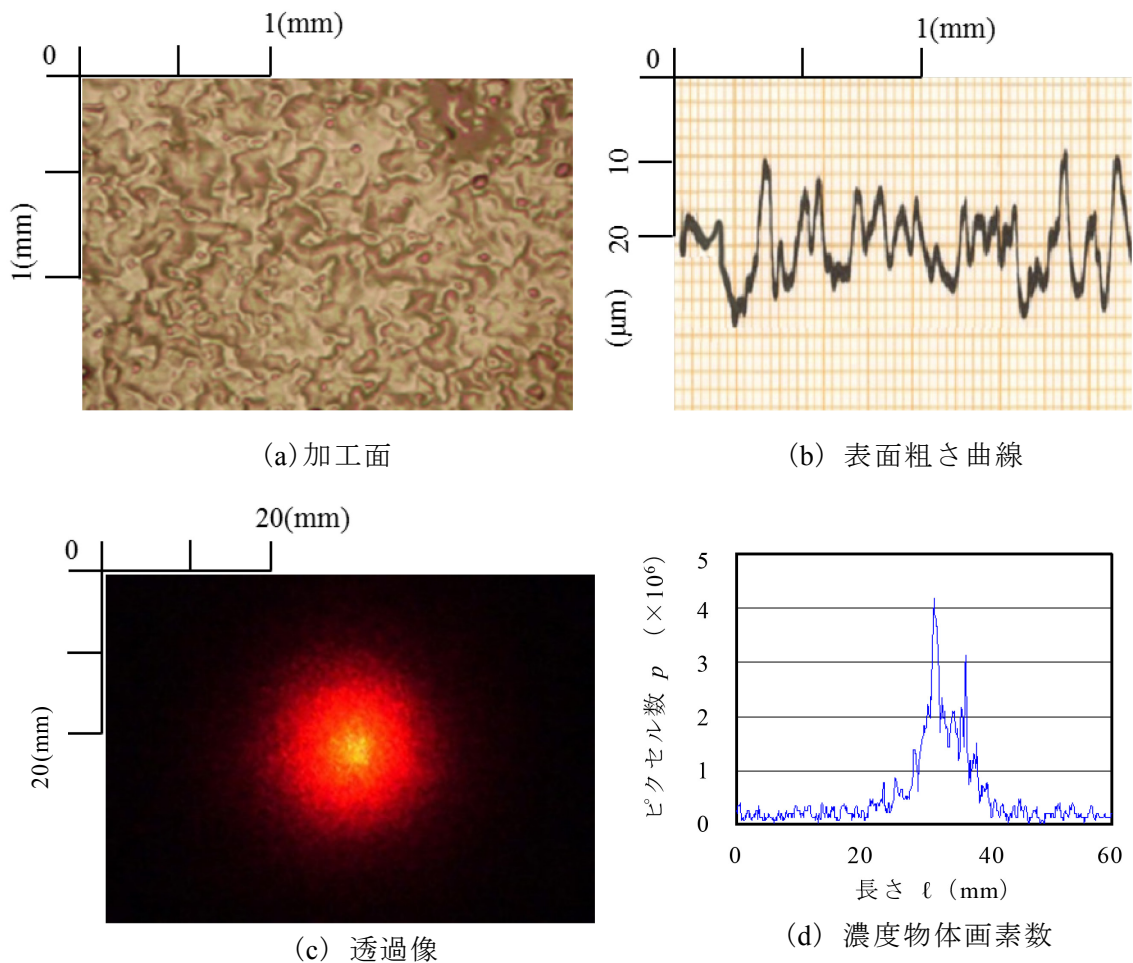 1(mm)
0
1(mm)
(a)加工面
1(mm)
0
10
20
(μm)
(b) 表面粗さ曲線
20(mm)
0
20(mm)
(c) 透過像
5
4
3
2
1
0
ピクセル数 p (×10⁶)
0 20 40 60
長さ ℓ (mm)
(d) 濃度物体画素数